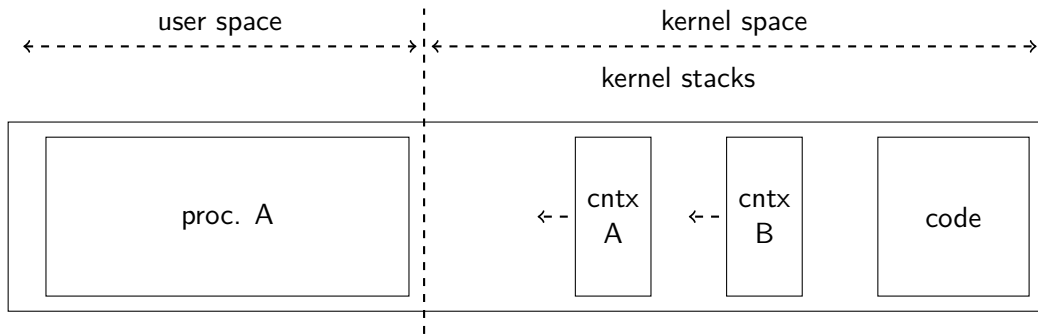 user space
kernel space
kernel stacks
proc. A
cntx
A
cntx
B
code